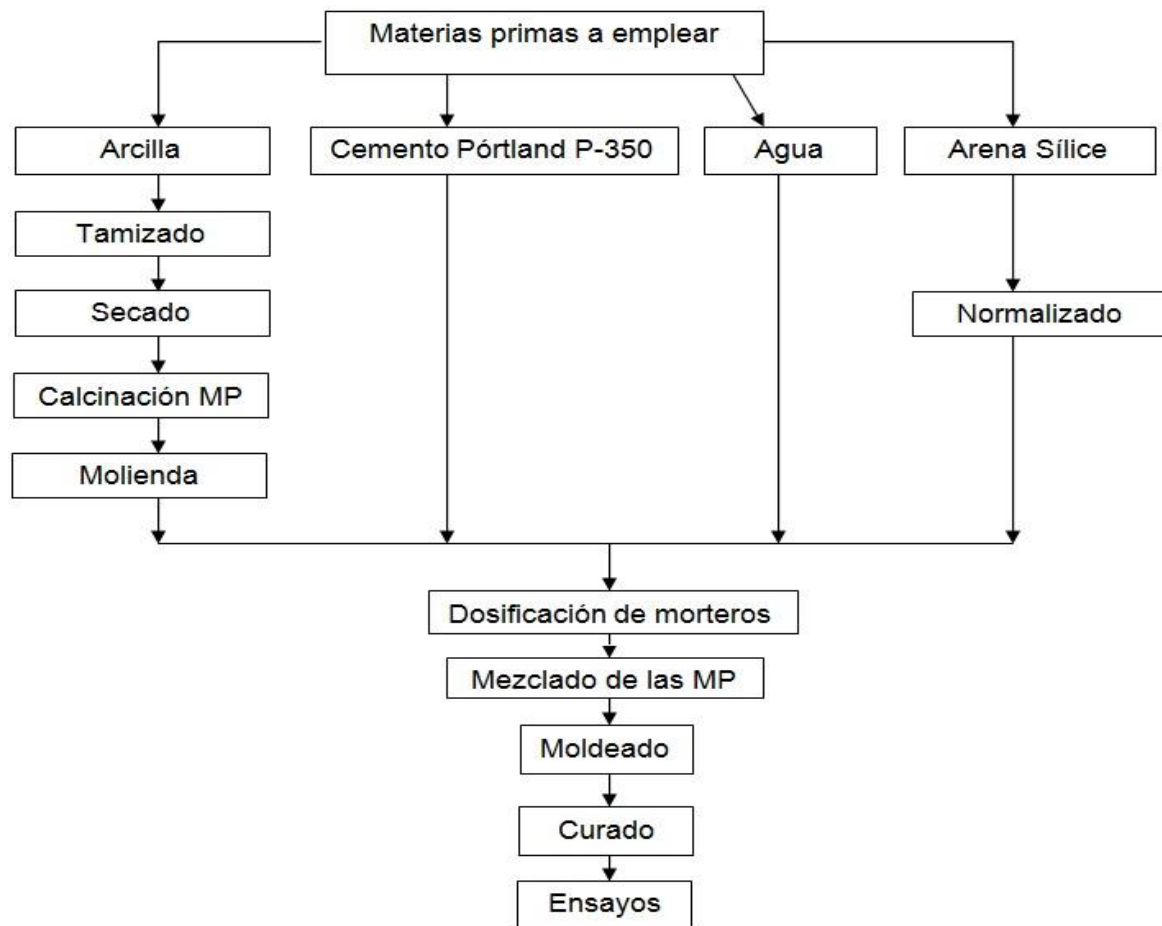 Materias primas a emplear
Arcilla
Cemento Pórtland P-350
Agua
Arena Sílice
Tamizado
Secado
Normalizado
Calcinación MP
Molienda
Dosificación de morteros
Mezclado de las MP
Moldeado
Curado
Ensayos